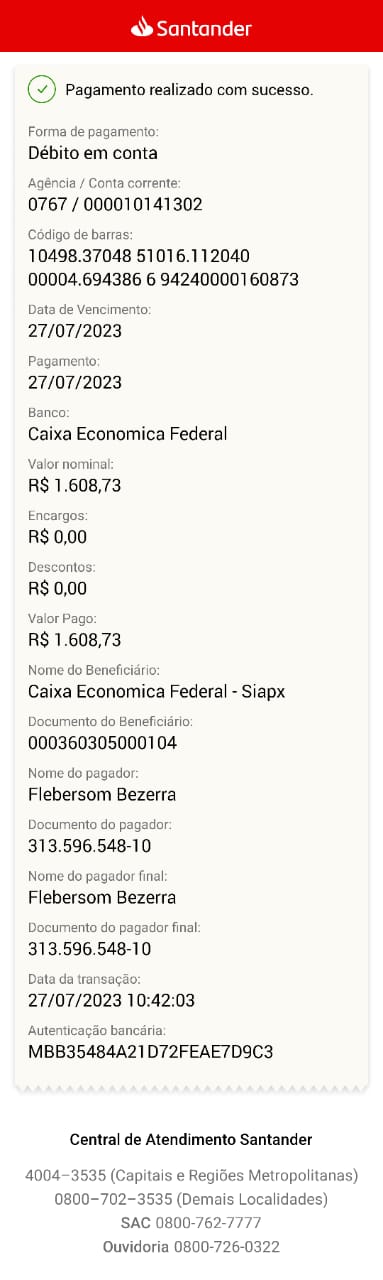 Santander
Pagamento realizado com sucesso.
Forma de pagamento:
Débito em conta
Agência / Conta corrente:
0767 / 000010141302
Código de barras:
10498.37048 51016.112040
00004.694386 6 94240000160873
Data de Vencimento:
27/07/2023
Pagamento:
27/07/2023
Banco:
Caixa Economica Federal
Valor nominal:
R$ 1.608,73
Encargos:
R$ 0,00
Descontos:
R$ 0,00
Valor Pago:
R$ 1.608,73
Nome do Beneficiário:
Caixa Economica Federal - Siapx
Documento do Beneficiário:
000360305000104
Nome do pagador:
Flebersom Bezerra
Documento do pagador:
313.596.548-10
Nome do pagador final:
Flebersom Bezerra
Documento do pagador final:
313.596.548-10
Data da transação:
27/07/2023 10:42:03
Autenticação bancária:
MBB35484A21D72FEAE7D9C3
Central de Atendimento Santander
4004–3535 (Capitais e Regiões Metropolitanas)
0800–702–3535 (Demais Localidades)
SAC 0800-762-7777
Ouvidoria 0800-726-0322